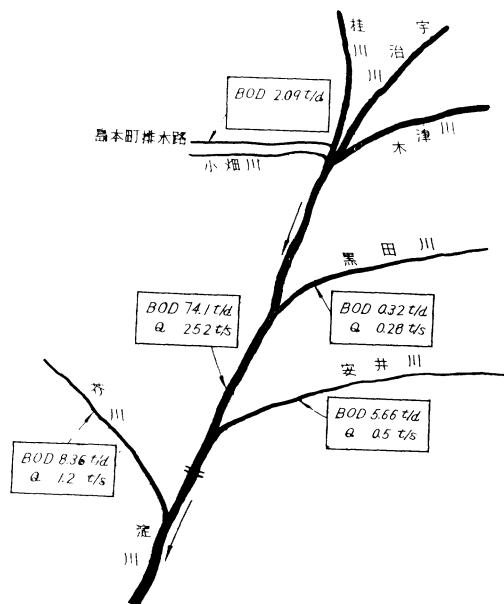 桂川
宇治川
BOD 2.09 t/d
島本町排水路
小畑川
木津川
黒田川
BOD 74.1 t/d
Q 252 t/s
BOD 0.32 t/d
Q 0.28 t/s
安井川
芥川
BOD 5.66 t/d
Q 0.5 t/s
BOD 8.36 t/d
Q 1.2 t/s
淀川